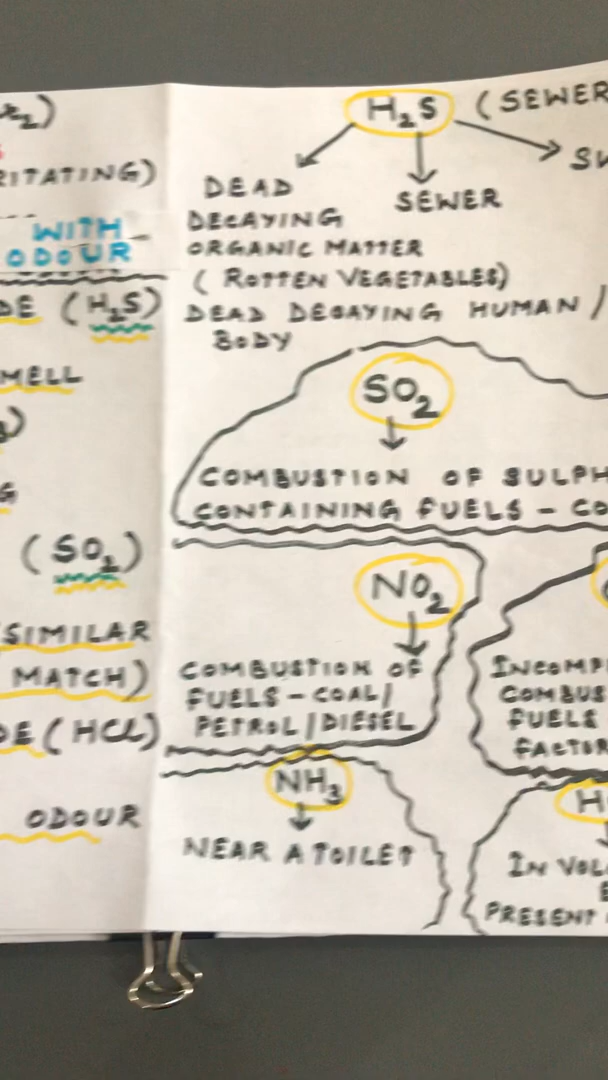 RITATING)
WITH
ODOUR
DE (H₂S)
MELL
G
(SO₂)
SIMILAR
MATCH)
DE (HCl)
ODOUR
H₂S (SEWER
DEAD
DECAYING
ORGANIC MATTER
(ROTTEN VEGETABLES)
DEAD DECAYING HUMAN /
BODY
SEWER
SW
SO₂
COMBUSTION OF SULPH
CONTAINING FUELS - CO
NO₂
COMBUSTION OF
FUELS - COAL/
PETROL/DIESEL
INCOMP
COMBUS
FUELS
FACTOR
NH₃
NEAR A TOILET
H
IN VOL
E
PRESENT